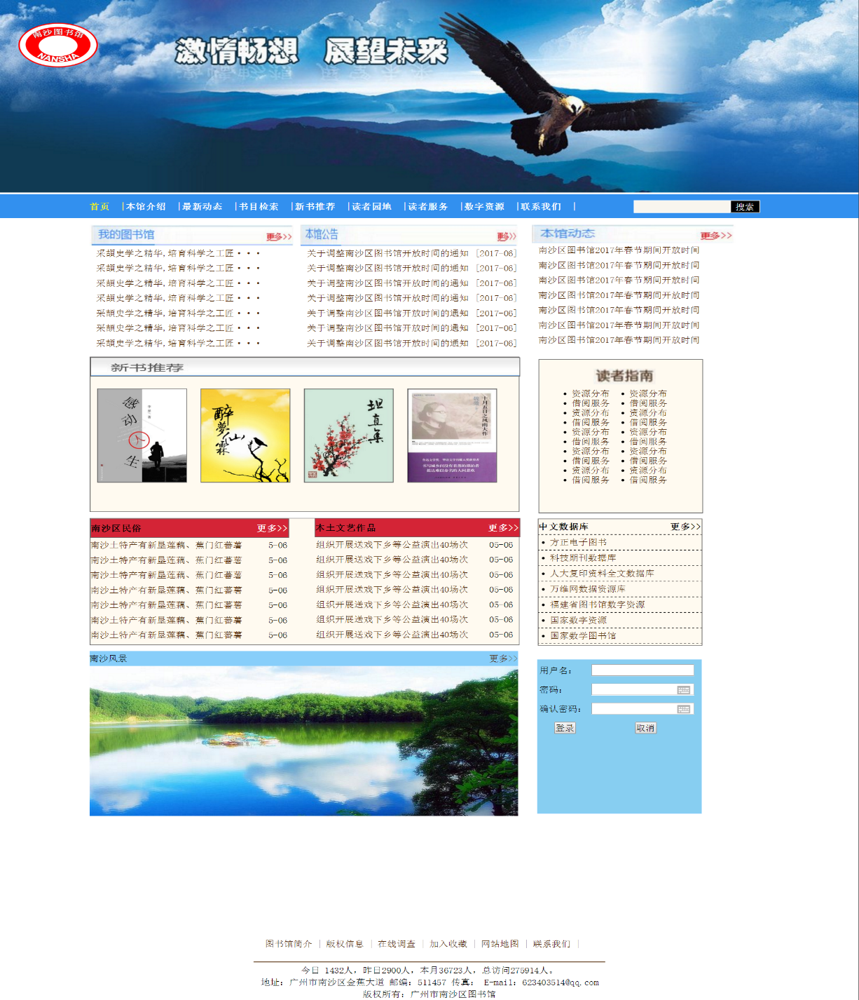 南沙图书馆
NANSHA
激情畅想 展望未来
首页 |本馆介绍 |最新动态 |书目检索 |新书推荐 |读者园地 |读者服务 |数字资源 |联系我们 |
搜索
我的图书馆 更多>>
采颉史学之精华,培育科学之工匠···
采颉史学之精华,培育科学之工匠···
采颉史学之精华,培育科学之工匠···
采颉史学之精华,培育科学之工匠···
采颉史学之精华,培育科学之工匠···
采颉史学之精华,培育科学之工匠···
采颉史学之精华,培育科学之工匠···
本馆公告 更多>>
关于调整南沙区图书馆开放时间的通知 [2017-06]
关于调整南沙区图书馆开放时间的通知 [2017-06]
关于调整南沙区图书馆开放时间的通知 [2017-06]
关于调整南沙区图书馆开放时间的通知 [2017-06]
关于调整南沙区图书馆开放时间的通知 [2017-06]
关于调整南沙区图书馆开放时间的通知 [2017-06]
关于调整南沙区图书馆开放时间的通知 [2017-06]
本馆动态 更多>>
南沙区图书馆2017年春节期间开放时间
南沙区图书馆2017年春节期间开放时间
南沙区图书馆2017年春节期间开放时间
南沙区图书馆2017年春节期间开放时间
南沙区图书馆2017年春节期间开放时间
南沙区图书馆2017年春节期间开放时间
南沙区图书馆2017年春节期间开放时间
新书推荐
感动人生
醉夢仙霖
坦直集
十月五日之风雨大作
读者指南
• 资源分布 • 资源分布
• 借阅服务 • 借阅服务
• 资源分布 • 资源分布
• 借阅服务 • 借阅服务
• 资源分布 • 资源分布
• 借阅服务 • 借阅服务
• 资源分布 • 资源分布
• 借阅服务 • 借阅服务
• 资源分布 • 资源分布
• 借阅服务 • 借阅服务
南沙区民俗 更多>>
南沙土特产有新垦莲藕、蕉门红蕃薯 5-06
南沙土特产有新垦莲藕、蕉门红蕃薯 5-06
南沙土特产有新垦莲藕、蕉门红蕃薯 5-06
南沙土特产有新垦莲藕、蕉门红蕃薯 5-06
南沙土特产有新垦莲藕、蕉门红蕃薯 5-06
南沙土特产有新垦莲藕、蕉门红蕃薯 5-06
南沙土特产有新垦莲藕、蕉门红蕃薯 5-06
本土文艺作品 更多>>
组织开展送戏下乡等公益演出40场次 05-06
组织开展送戏下乡等公益演出40场次 05-06
组织开展送戏下乡等公益演出40场次 05-06
组织开展送戏下乡等公益演出40场次 05-06
组织开展送戏下乡等公益演出40场次 05-06
组织开展送戏下乡等公益演出40场次 05-06
组织开展送戏下乡等公益演出40场次 05-06
中文数据库 更多>>
• 方正电子图书
• 科技期刊数据库
• 人大复印资料全文数据库
• 万维网数据资源库
• 福建省图书馆数字资源
• 国家数字资源
• 国家数学图书馆
南沙风景 更多>>
用户名:
密码:
确认密码:
登录 取消
图书馆简介 | 版权信息 | 在线调查 | 加入收藏 | 网站地图 | 联系我们 |
今日 1432人,昨日2900人,本月36723人,总访问275914人。
地址:广州市南沙区金蕉大道 邮编:511457 传真: E-mail:623403514@qq.com
版权所有:广州市南沙区图书馆